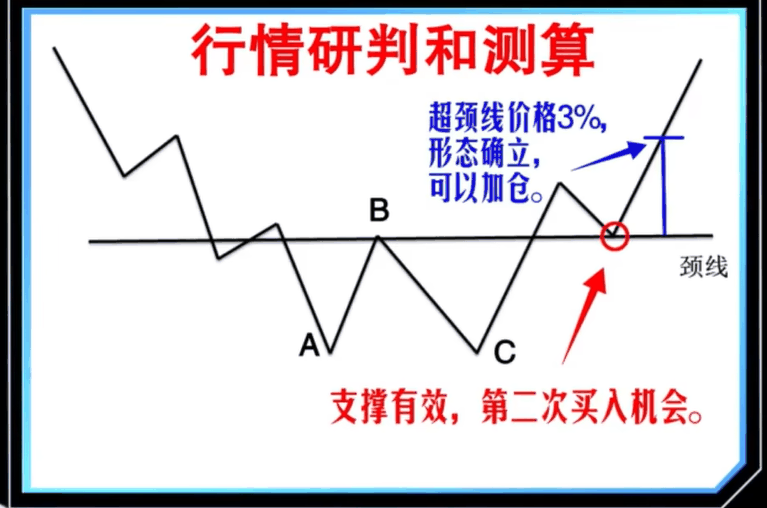 行情研判和测算
超颈线价格3%,
形态确立,
可以加仓。
B
颈线
A
C
支撑有效，第二次买入机会。